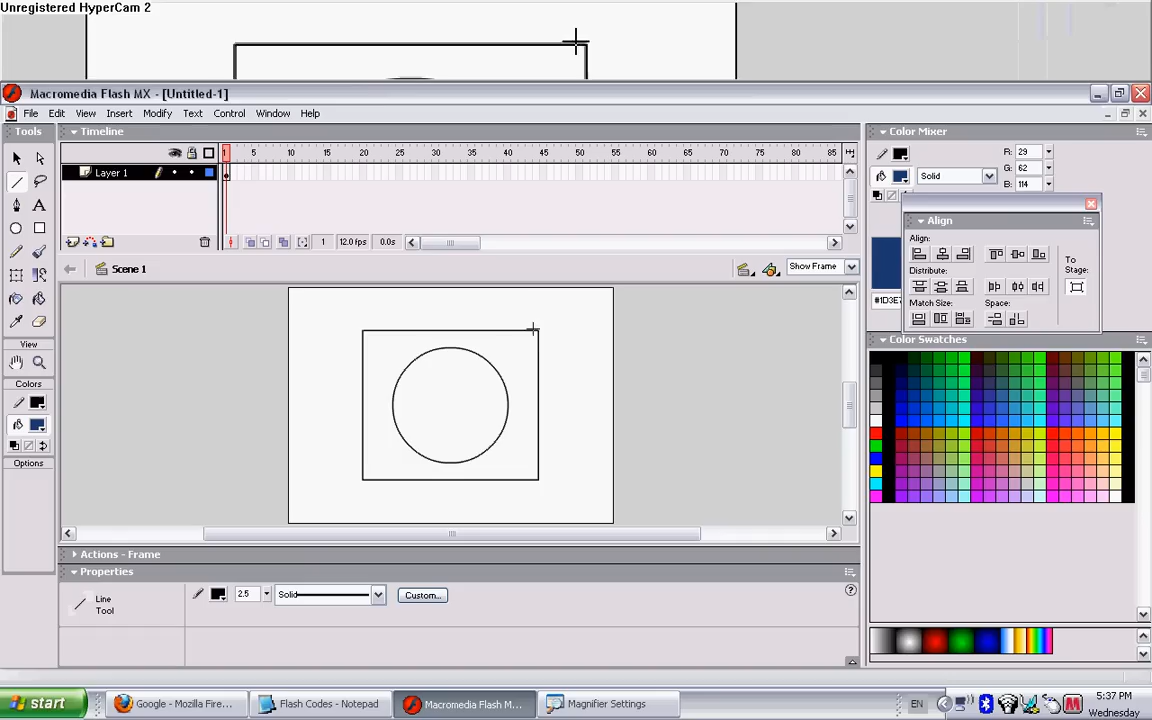 Unregistered HyperCam 2
Macromedia Flash MX - [Untitled-1]
File Edit View Insert Modify Text Control Window Help
Tools
Timeline
Color Mixer
1 5 10 15 20 25 30 35 40 45 50 55 60 65 70 75 80 85
Layer 1
R: 29
G: 62
B: 114
Solid
Align
Align:
Distribute:
To
Stage:
Match Size:
Space:
1 12.0 fps 0.0s
Scene 1
Show Frame
#1D3E7
Color Swatches
View
Colors
Options
Actions - Frame
Properties
Line
Tool
2.5
Solid
Custom...
start
Google - Mozilla Fire...
Flash Codes - Notepad
Macromedia Flash M...
Magnifier Settings
EN
5:37 PM
Wednesday